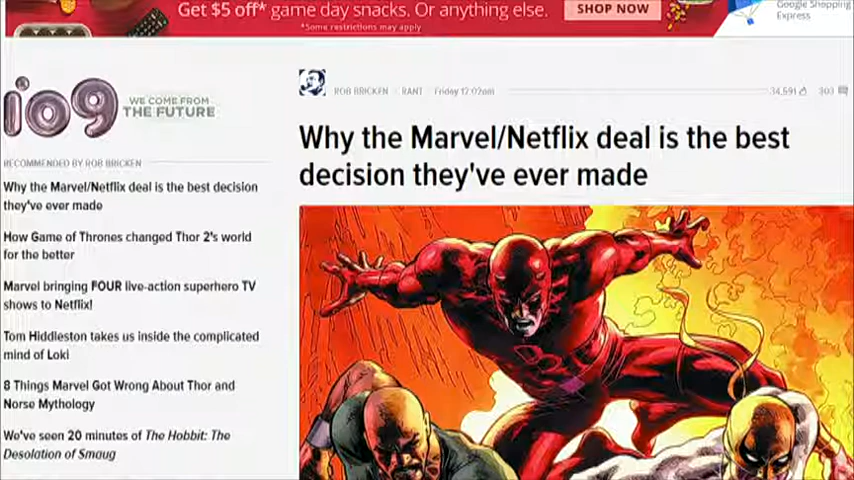 Get $5 off* game day snacks. Or anything else.
*Some restrictions may apply
SHOP NOW
Google Shopping
Express
io9
WE COME FROM
THE FUTURE
ROB BRICKEN RANT Friday 12:02pm
34,591
303
Why the Marvel/Netflix deal is the best
decision they've ever made
RECOMMENDED BY ROB BRICKEN
Why the Marvel/Netflix deal is the best decision
they've ever made
How Game of Thrones changed Thor 2's world
for the better
Marvel bringing FOUR live-action superhero TV
shows to Netflix!
Tom Hiddleston takes us inside the complicated
mind of Loki
8 Things Marvel Got Wrong About Thor and
Norse Mythology
We've seen 20 minutes of The Hobbit: The
Desolation of Smaug